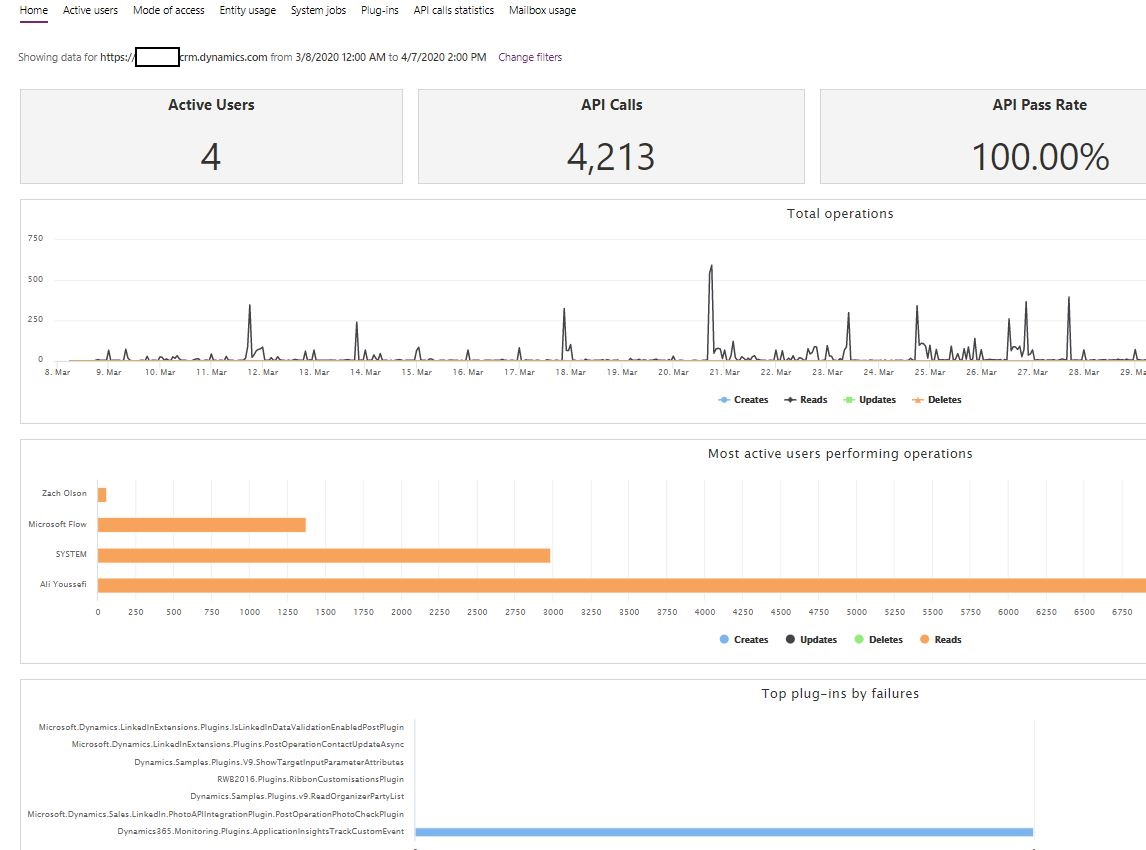 Home Active users Mode of access Entity usage System jobs Plug-ins API calls statistics Mailbox usage
Showing data for https:// crm.dynamics.com from 3/8/2020 12:00 AM to 4/7/2020 2:00 PM Change filters
Active Users API Calls API Pass Rate
4 4,213 100.00%
Total operations
750
500
250
0
8. Mar 9. Mar 10. Mar 11. Mar 12. Mar 13. Mar 14. Mar 15. Mar 16. Mar 17. Mar 18. Mar 19. Mar 20. Mar 21. Mar 22. Mar 23. Mar 24. Mar 25. Mar 26. Mar 27. Mar 28. Mar 29. Ma
Creates Reads Updates Deletes
Most active users performing operations
Zach Olson
Microsoft Flow
SYSTEM
Ali Youssefi
0 250 500 750 1000 1250 1500 1750 2000 2250 2500 2750 3000 3250 3500 3750 4000 4250 4500 4750 5000 5250 5500 5750 6000 6250 6500 6750
Creates Updates Deletes Reads
Top plug-ins by failures
Microsoft.Dynamics.LinkedInExtensions.Plugins.IsLinkedInDataValidationEnabledPostPlugin
Microsoft.Dynamics.LinkedInExtensions.Plugins.PostOperationContactUpdateAsync
Dynamics.Samples.Plugins.V9.ShowTargetInputParameterAttributes
RWB2016.Plugins.RibbonCustomisationsPlugin
Dynamics.Samples.Plugins.v9.ReadOrganizerPartyList
Microsoft.Dynamics.Sales.LinkedIn.PhotoAPIIntegrationPlugin.PostOperationPhotoCheckPlugin
Dynamics365.Monitoring.Plugins.ApplicationInsightsTrackCustomEvent